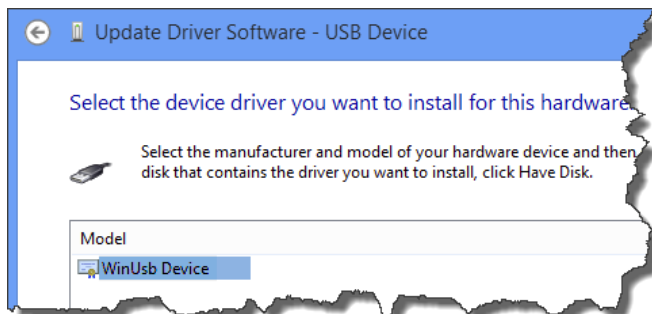 Update Driver Software - USB Device
Select the device driver you want to install for this hardware.
Select the manufacturer and model of your hardware device and then
disk that contains the driver you want to install, click Have Disk.
Model
WinUsb Device